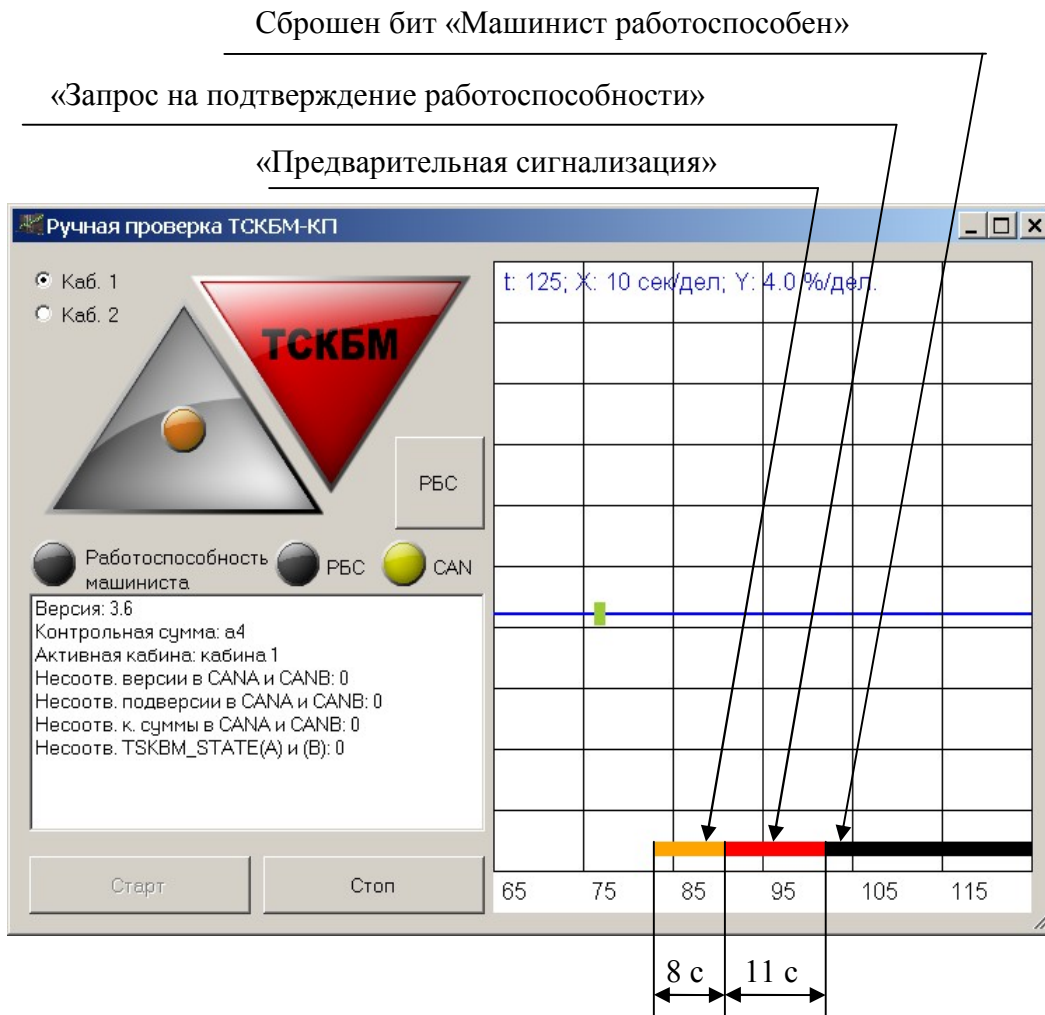 Сброшен бит «Машинист работоспособен»
«Запрос на подтверждение работоспособности»
«Предварительная сигнализация»
Ручная проверка ТСКБМ-КП
Каб. 1
Каб. 2
ТСКБМ
РБС
Работоспособность машиниста
РБС
CAN
Версия: 3.6
Контрольная сумма: a4
Активная кабина: кабина 1
Несоотв. версии в CANA и CANB: 0
Несоотв. подверсии в CANA и CANB: 0
Несоотв. к. суммы в CANA и CANB: 0
Несоотв. TSKBM_STATE(A) и (B): 0
Старт
Стоп
t: 125; X: 10 сек/дел; Y: 4.0 %/дел.
65 75 85 95 105 115
8 с 11 с